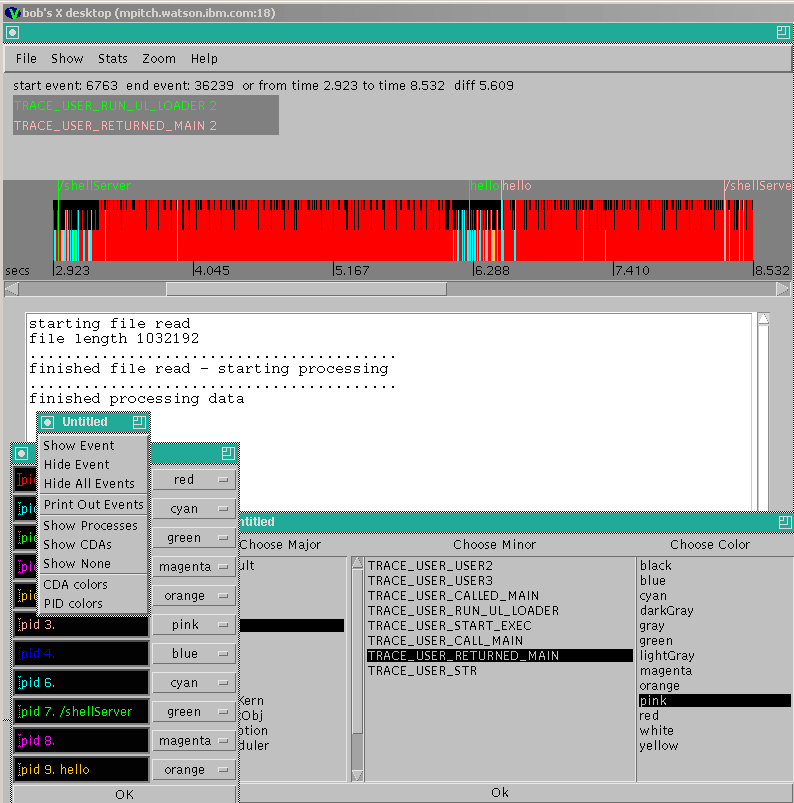 bob's X desktop (mpitch.watson.ibm.com:18)
File Show Stats Zoom Help
start event: 6763 end event: 36239 or from time 2.923 to time 8.532 diff 5.609
TRACE_USER_RUN_UL_LOADER 2
TRACE_USER_RETURNED_MAIN 2
/shellServer hello hello /shellServe
secs 2.923 4.045 5.167 6.288 7.410 8.532
starting file read
file length 1032192
........................................
finished file read - starting processing
........................................
finished processing data
Untitled
Show Event
Hide Event
Hide All Events
Print Out Events
Show Processes
Show CDAs
Show None
CDA colors
PID colors
red
cyan
green
magenta
orange
pid 3. pink
pid 4. blue
pid 6. cyan
pid 7. /shellServer green
pid 8. magenta
pid 9. hello orange
OK
ntitled
Choose Major Choose Minor Choose Color
ult
Kern
Obj
ption
duler
TRACE_USER_USER2
TRACE_USER_USER3
TRACE_USER_CALLED_MAIN
TRACE_USER_RUN_UL_LOADER
TRACE_USER_START_EXEC
TRACE_USER_CALL_MAIN
TRACE_USER_RETURNED_MAIN
TRACE_USER_STR
black
blue
cyan
darkGray
gray
green
lightGray
magenta
orange
pink
red
white
yellow
Ok